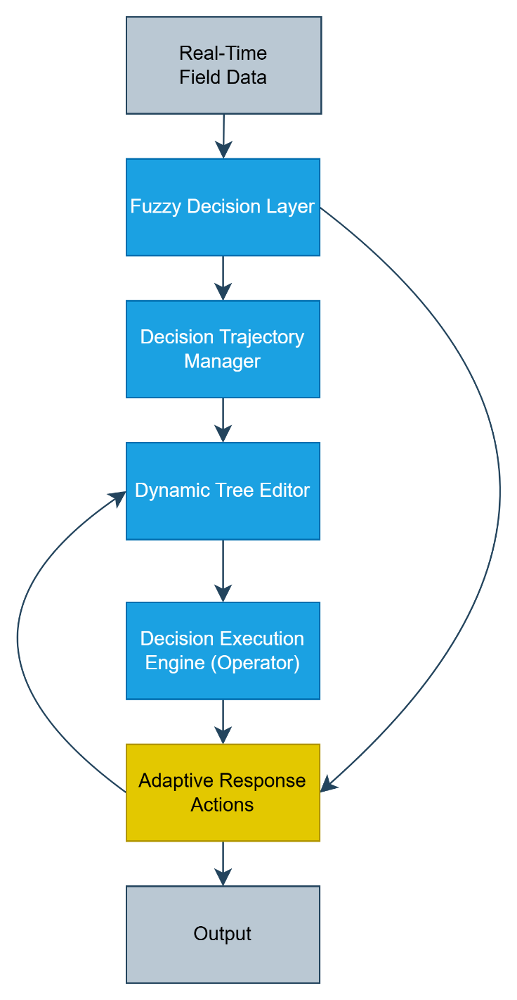 Real-Time
Field Data
Fuzzy Decision Layer
Decision Trajectory
Manager
Dynamic Tree Editor
Decision Execution
Engine (Operator)
Adaptive Response
Actions
Output